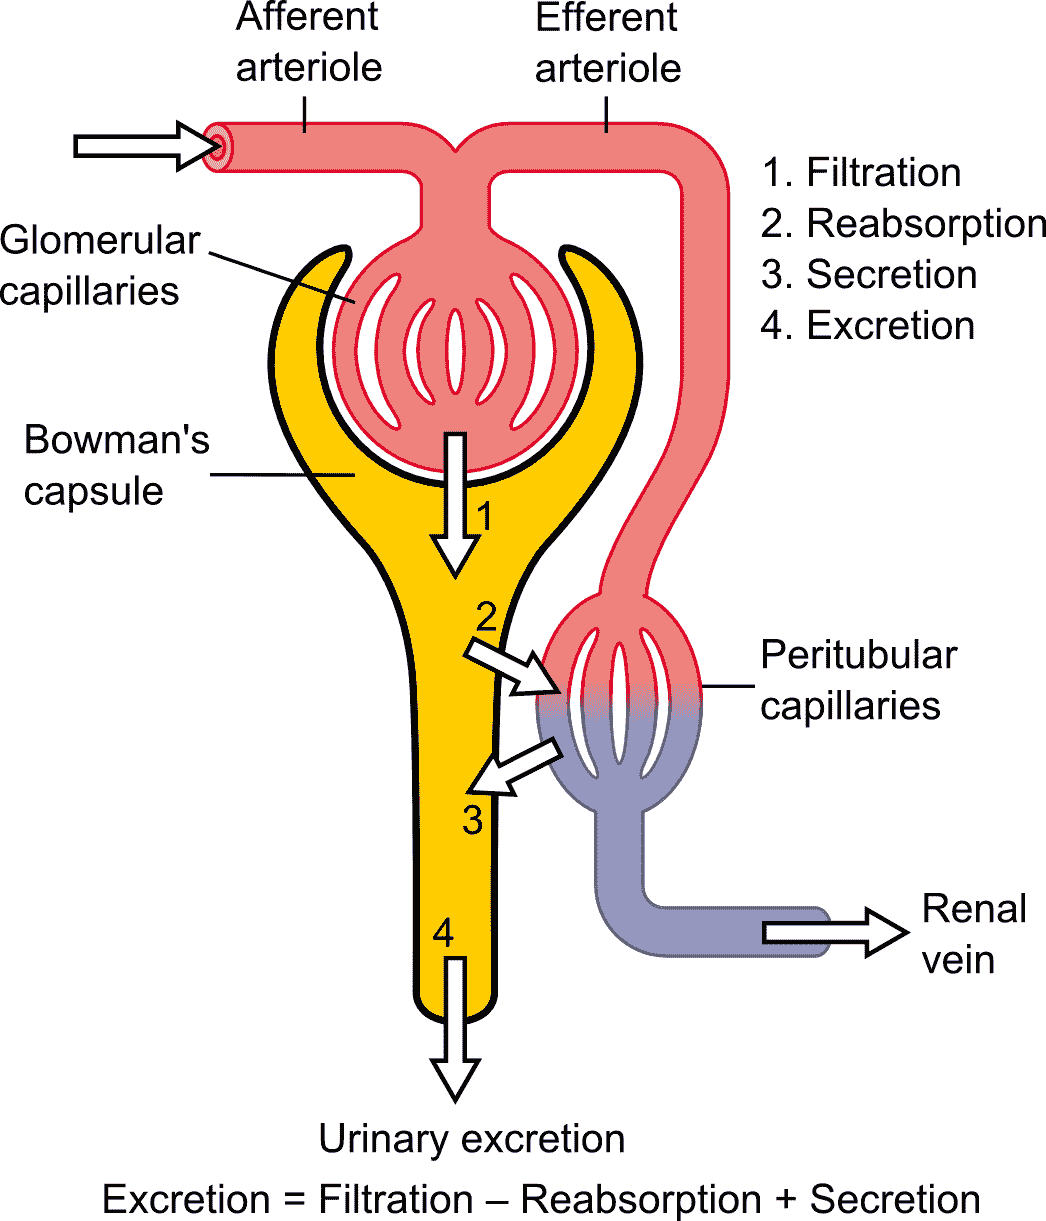 Afferent
arteriole
Efferent
arteriole
1. Filtration
2. Reabsorption
3. Secretion
4. Excretion
Glomerular
capillaries
Bowman's
capsule
1
2
Peritubular
capillaries
3
4
Renal
vein
Urinary excretion
Excretion = Filtration – Reabsorption + Secretion